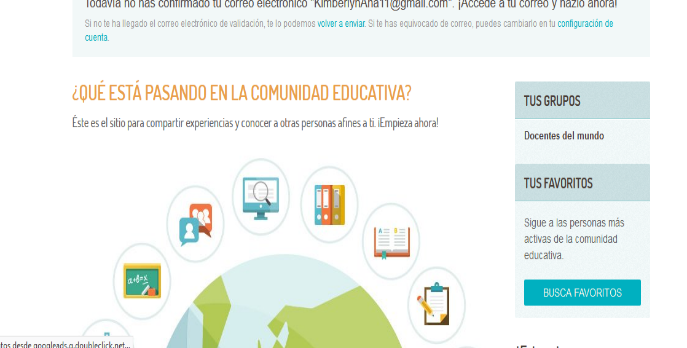 Todavía no has confirmado tu correo electrónico "KimberlynAna11@gmail.com". ¡Accede a tu correo y hazlo ahora!
Si no te ha llegado el correo electrónico de validación, te lo podemos volver a enviar. Si te has equivocado de correo, puedes cambiarlo en tu configuración de
cuenta.
¿QUÉ ESTÁ PASANDO EN LA COMUNIDAD EDUCATIVA?
Éste es el sitio para compartir experiencias y conocer a otras personas afines a ti. ¡Empieza ahora!
TUS GRUPOS
Docentes del mundo
TUS FAVORITOS
Sigue a las personas más
activas de la comunidad
educativa.
BUSCA FAVORITOS
A B
a+b=x
tos desde googleads.g.doubleclick.net...